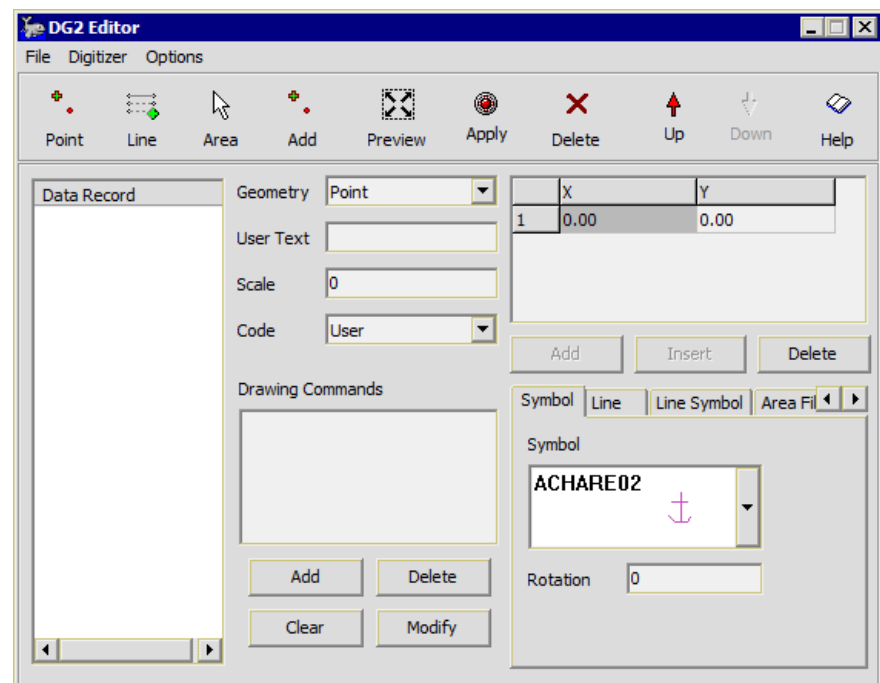 DG2 Editor
File Digitizer Options
Point Line Area Add Preview Apply Delete Up Down Help
Data Record
Geometry Point
User Text
Scale 0
Code User
Drawing Commands
Add Delete
Clear Modify
X Y
1 0.00 0.00
Add Insert Delete
Symbol Line Line Symbol Area Fil
Symbol
ACHARE02
Rotation 0